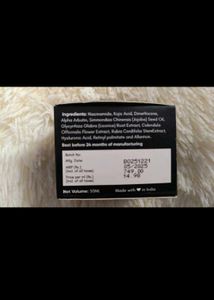 Ingredients: Niacinamide, Kojic Acid, Dimethicone,
Alpha Arbutin, Simmondsia Chinensis (Jojoba) Seed Oil,
Glycyrrhiza Glabra (Licorice) Root Extract, Calendula
Officinalis Flower Extract, Rubia Cordifolia Stem Extract,
Hyaluronic Acid, Retinyl palmitate and Allantoin.
Best before 24 months of manufacturing
Batch No: B0251221
Mfg Date: 05/2025
MRP (Rs.) 749.00
(Incl. of all taxes)
Price per ml (Rs.) 14.98
(Incl. of all taxes)
Net Volume: 50ML
Made with ❤ in India